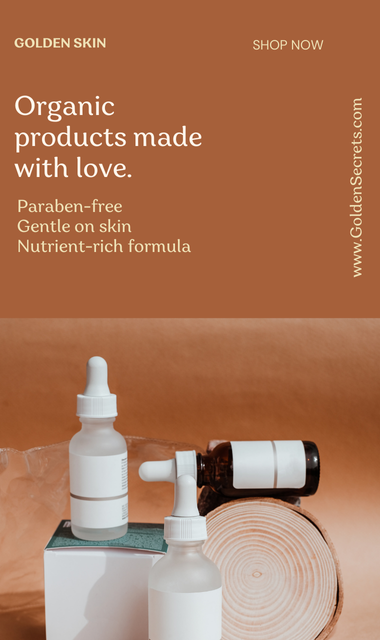 GOLDEN SKIN
SHOP NOW
Organic
products made
with love.
Paraben-free
Gentle on skin
Nutrient-rich formula
www.GoldenSecrets.com